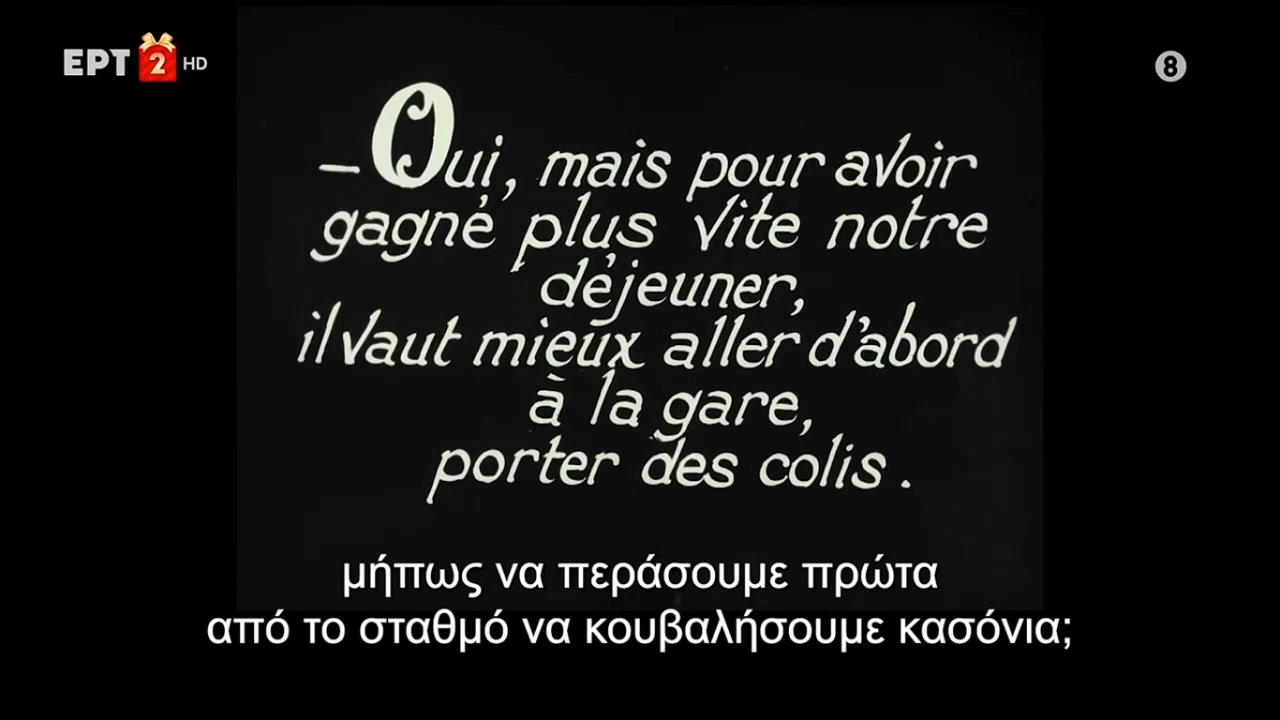 ΕΡΤ 2 HD
8
– Oui, mais pour avoir
gagné plus vite notre
déjeuner,
il vaut mieux aller d'abord
à la gare,
porter des colis.
μήπως να περάσουμε πρώτα
από το σταθμό να κουβαλήσουμε κασόνια;